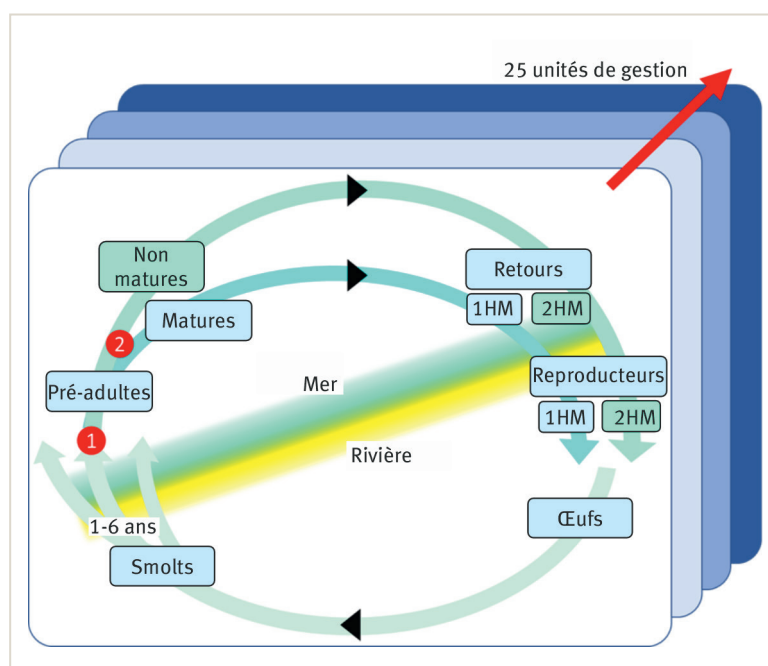 25 unités de gestion
Non
matures
Matures
Retours
1HM
2HM
2
Pré-adultes
1
Mer
Reproducteurs
1HM
2HM
Rivière
1-6 ans
Smolts
Œufs